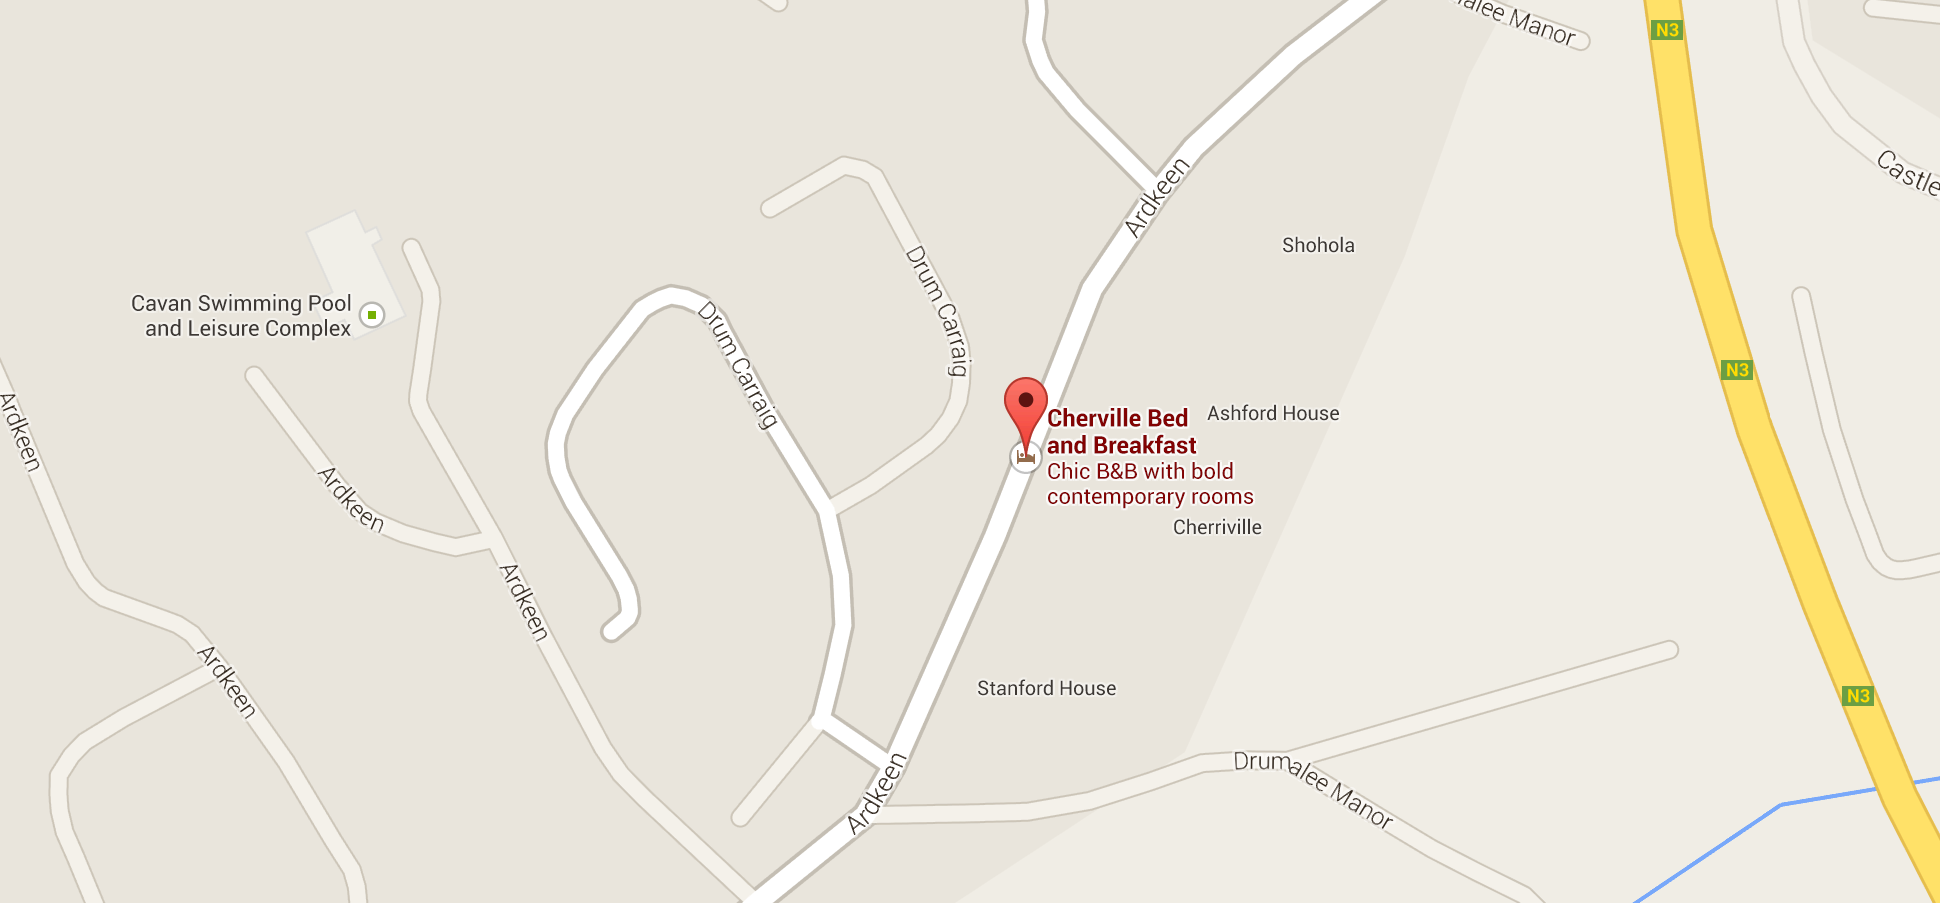 alee Manor
N3
Castle
Ardkeen
Shohola
Drum Carraig
Cavan Swimming Pool
and Leisure Complex
Drum Carraig
N3
Ardkeen
Cherville Bed
and Breakfast
Chic B&B with bold
contemporary rooms
Ashford House
Ardkeen
Cherriville
Ardkeen
Ardkeen
Stanford House
N3
Drumalee Manor
Ardkeen